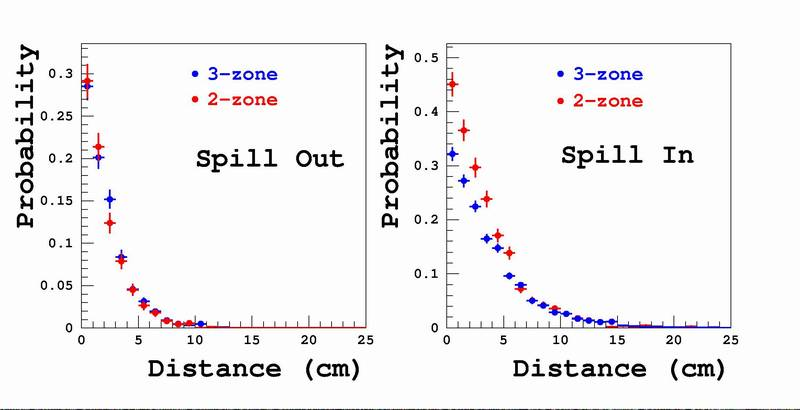 Probability
0.3
0.25
0.2
0.15
0.1
0.05
0
0 5 10 15 20 25
Distance (cm)
3-zone
2-zone
Spill Out
Probability
0.5
0.4
0.3
0.2
0.1
0
0 5 10 15 20 25
Distance (cm)
3-zone
2-zone
Spill In